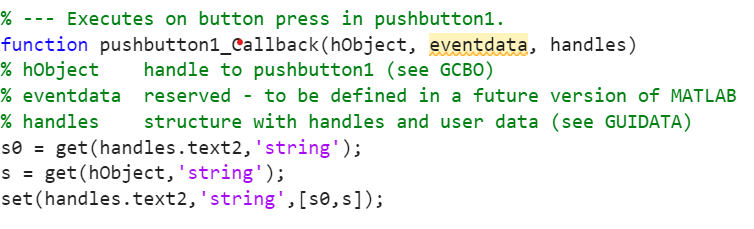 % --- Executes on button press in pushbutton1.
function pushbutton1_Callback(hObject, eventdata, handles)
% hObject    handle to pushbutton1 (see GCBO)
% eventdata  reserved - to be defined in a future version of MATLAB
% handles    structure with handles and user data (see GUIDATA)
s0 = get(handles.text2,'string');
s = get(hObject,'string');
set(handles.text2,'string',[s0,s]);